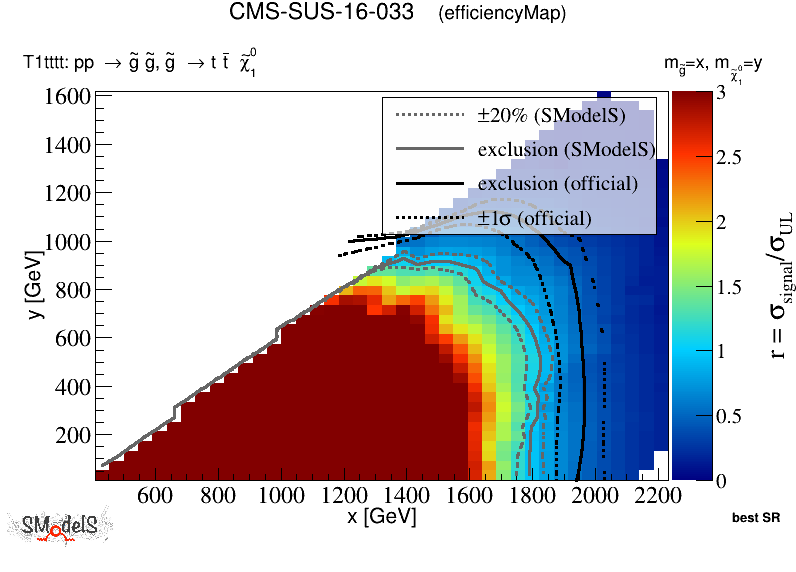 CMS-SUS-16-033 (efficiencyMap)
T1tttt: pp → g̃ g̃, g̃ → t t̄ χ̃₁⁰ m_g̃=x, m_χ̃₁⁰=y
±20% (SModelS)
exclusion (SModelS)
exclusion (official)
±1σ (official)
1600
1400
1200
1000
800
600
400
200
y [GeV]
600 800 1000 1200 1400 1600 1800 2000 2200
x [GeV]
3
2.5
2
1.5
1
0.5
0
r = σ_signal/σ_UL
best SR
SModelS